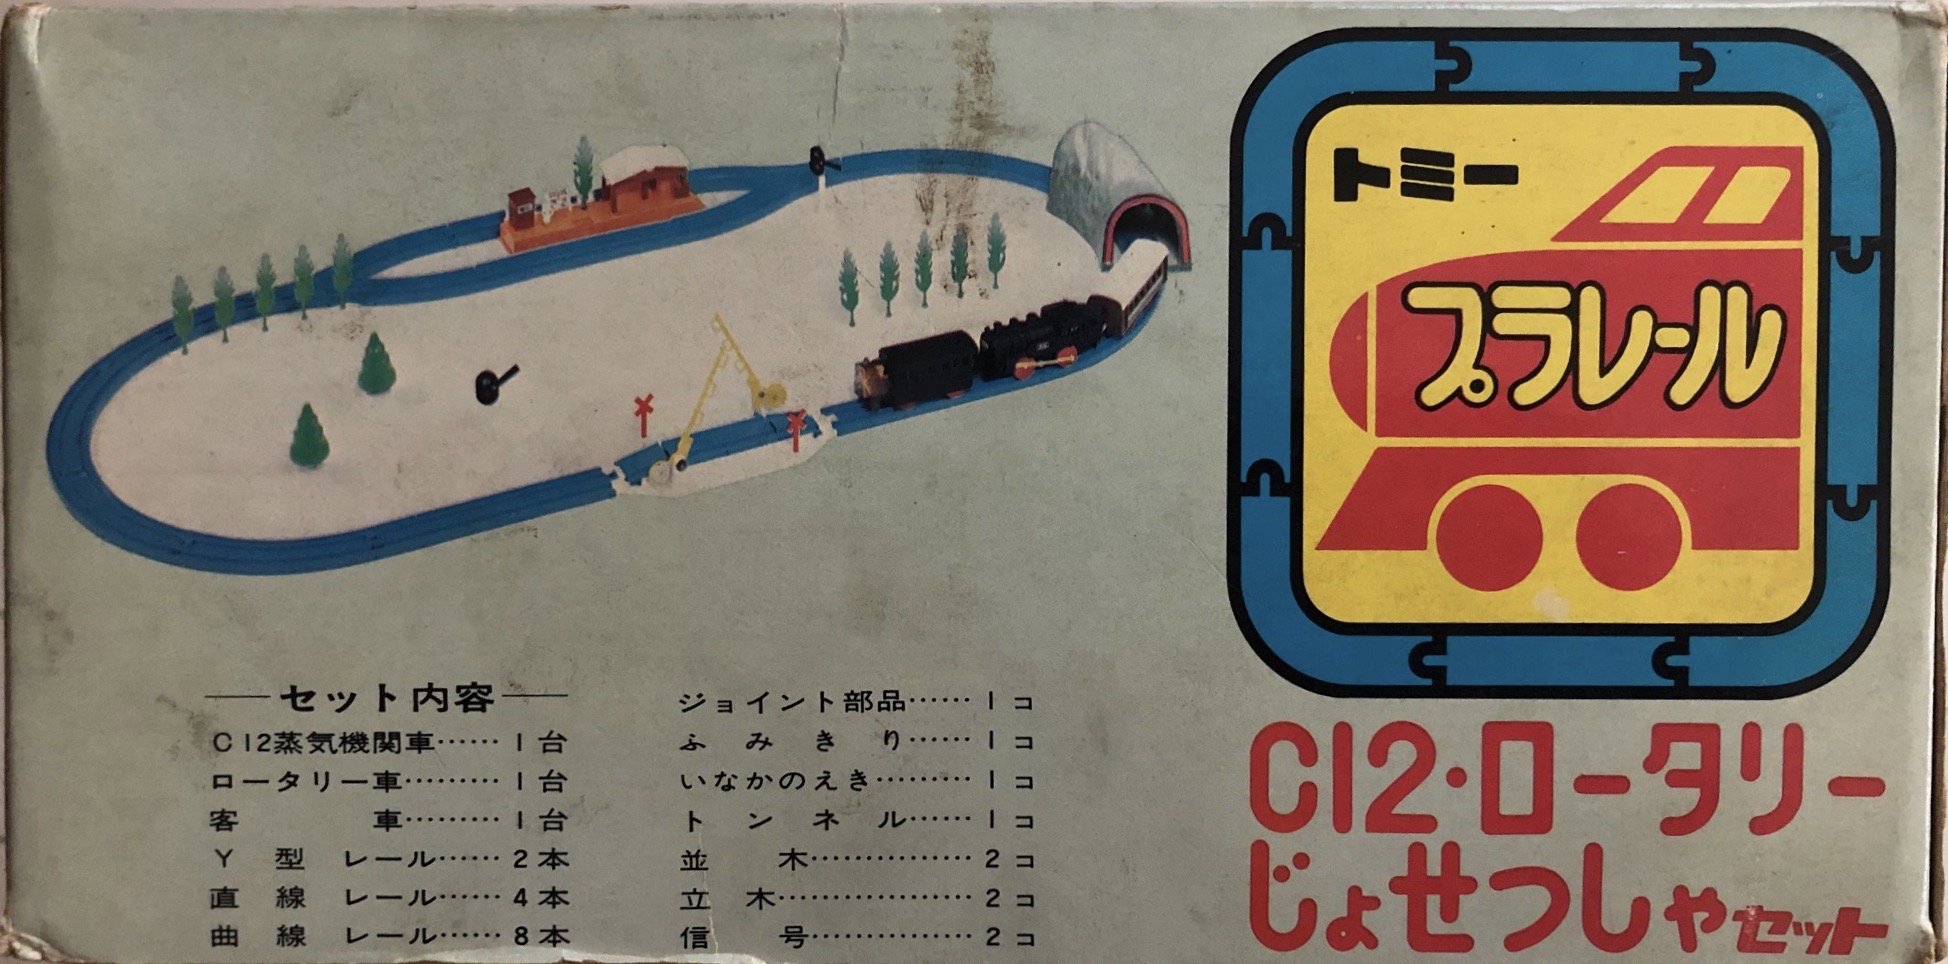 トミー
プラレール
C12・ロータリー
じょせつしゃセット
セット内容
C12蒸気機関車……1台
ロータリー車………1台
客車………1台
Y型レール……2本
直線レール……4本
曲線レール……8本
ジョイント部品……1コ
ふみきり……1コ
いなかのえき………1コ
トンネル……1コ
並木……………2コ
立木………………2コ
信号……………2コ